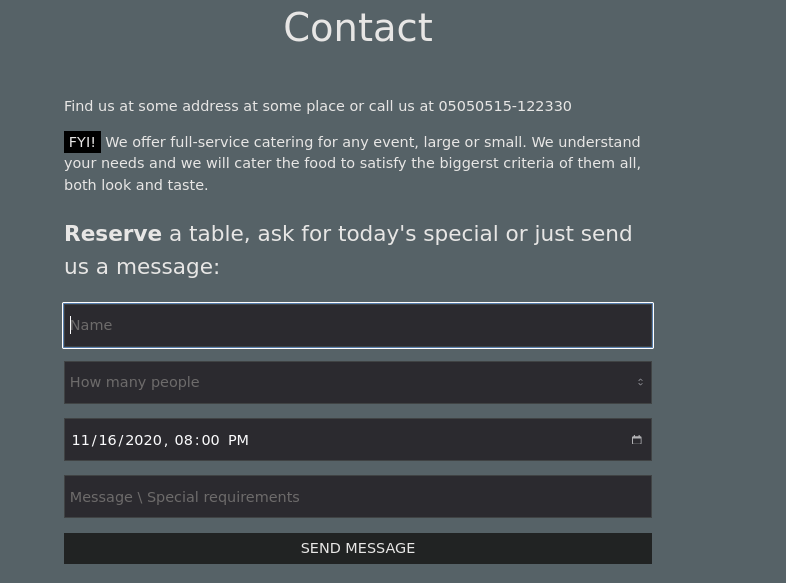 Contact
Find us at some address at some place or call us at 05050515-122330
FYI! We offer full-service catering for any event, large or small. We understand
your needs and we will cater the food to satisfy the biggerst criteria of them all,
both look and taste.
Reserve a table, ask for today's special or just send
us a message:
Name
How many people
11/16/2020, 08:00 PM
Message \ Special requirements
SEND MESSAGE